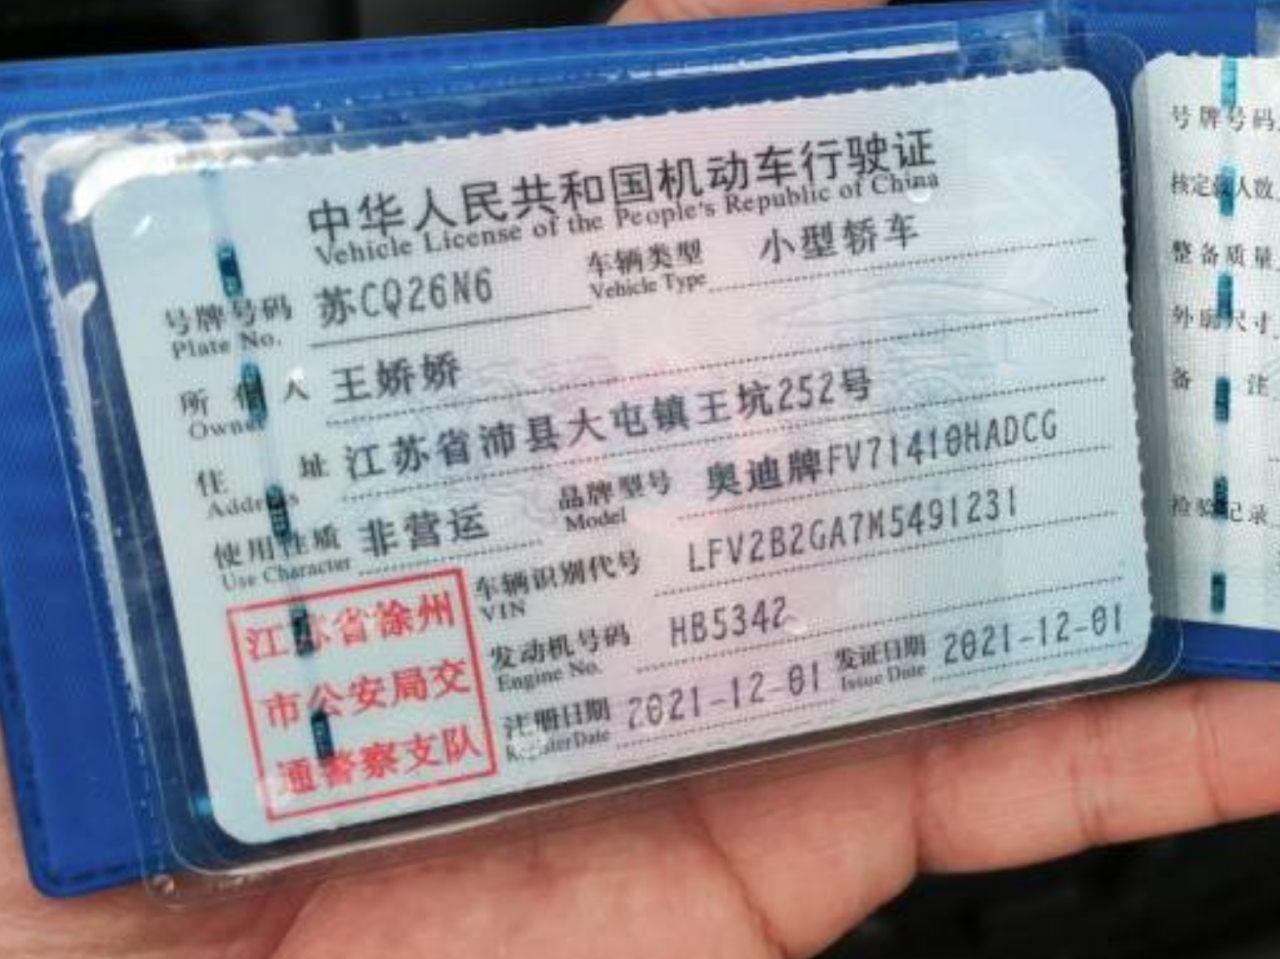 中华人民共和国机动车行驶证
Vehicle License of the People's Republic of China
号牌号码 苏CQ26N6 车辆类型 小型轿车
Plate No. Vehicle Type
所有人 王娇娇
Owner
住址 江苏省沛县大屯镇王坑252号
Address
使用性质 非营运 品牌型号 奥迪牌FV71410HADCG
Use Character Model
车辆识别代号 LFV2B2GA7M5491231
VIN
发动机号码 HB5342
Engine No.
注册日期 2021-12-01 发证日期 2021-12-01
Register Date Issue Date
江苏省徐州
市公安局交
通警察支队
号牌号码
核定载人数
整备质量
外廓尺寸
备注
检验记录